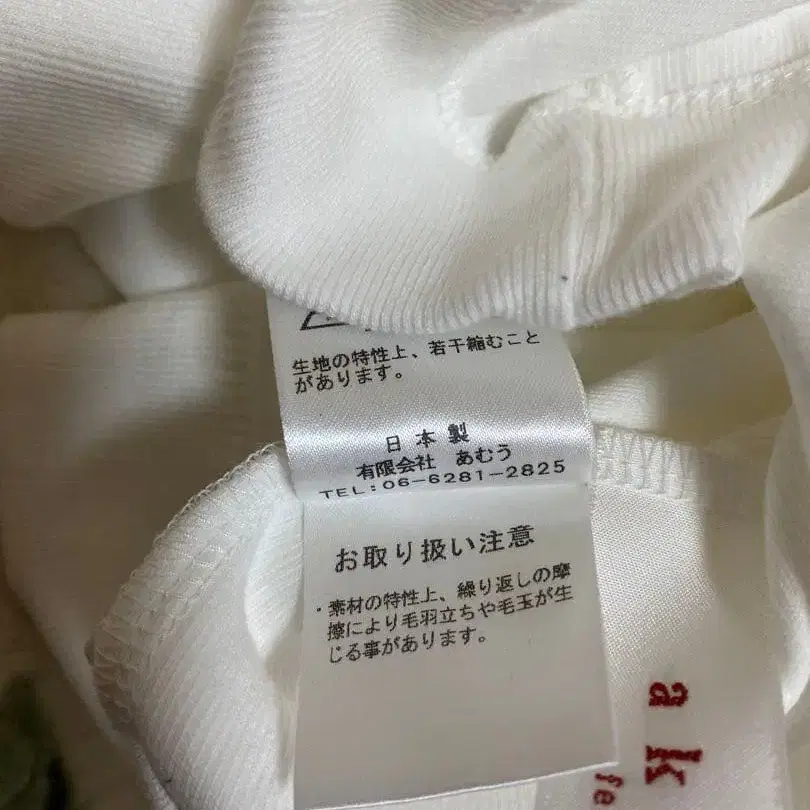 生地の特性上、若干縮むこと
があります。
日本製
有限会社 あむう
TEL:06-6281-2825
お取り扱い注意
・素材の特性上、繰り返しの摩
擦により毛羽立ちや毛玉が生
じる事があります。
a
k
fe